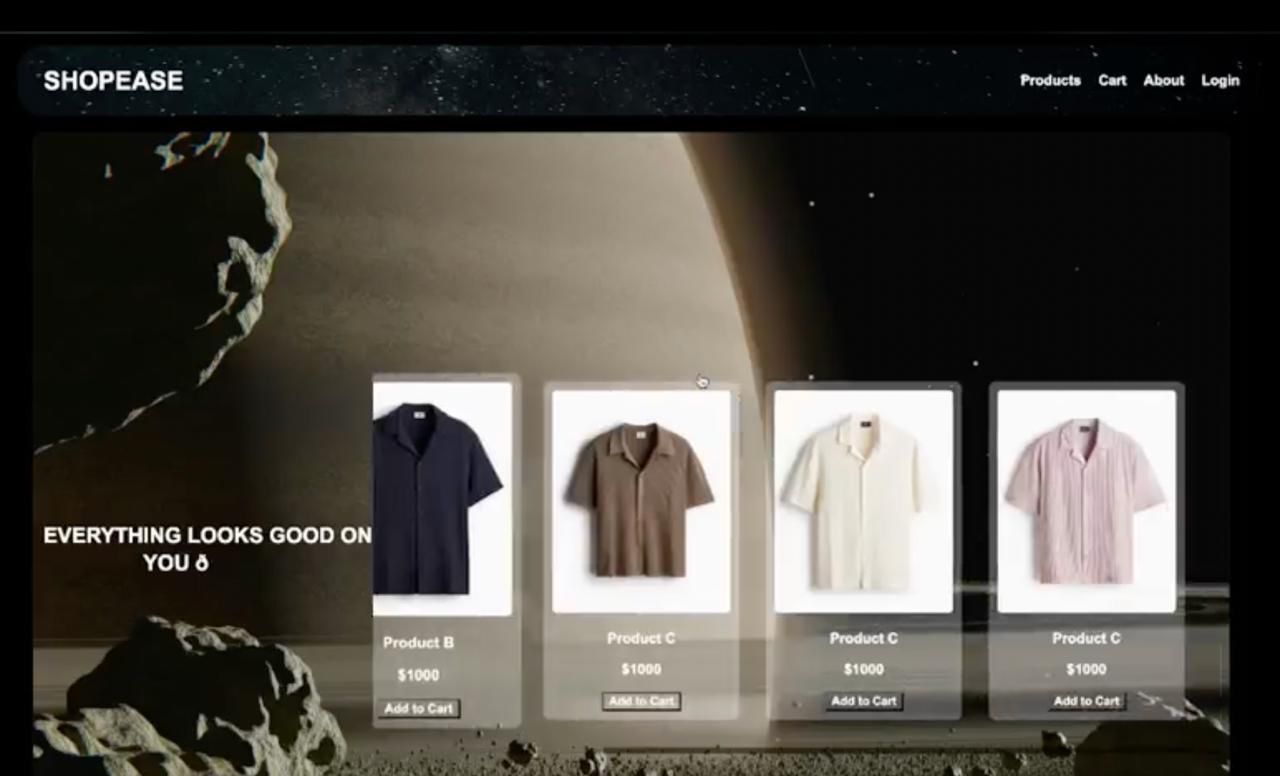 SHOPEASE
Products Cart About Login
EVERYTHING LOOKS GOOD ON
YOU ð
Product B
$1000
Add to Cart
Product C
$1000
Add to Cart
Product C
$1000
Add to Cart
Product C
$1000
Add to Cart